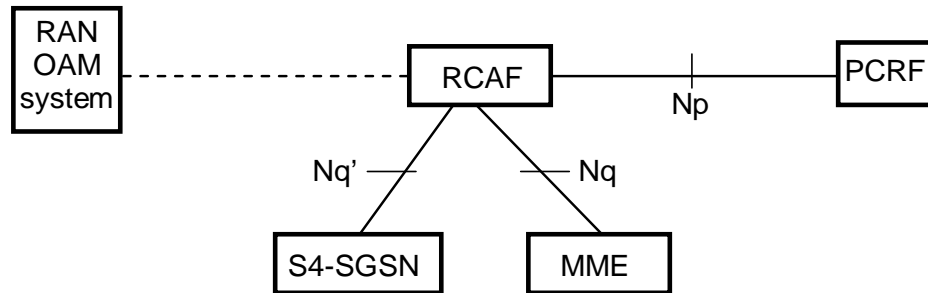 RAN
OAM
system
RCAF
PCRF
Np
Nq’
Nq
S4-SGSN
MME